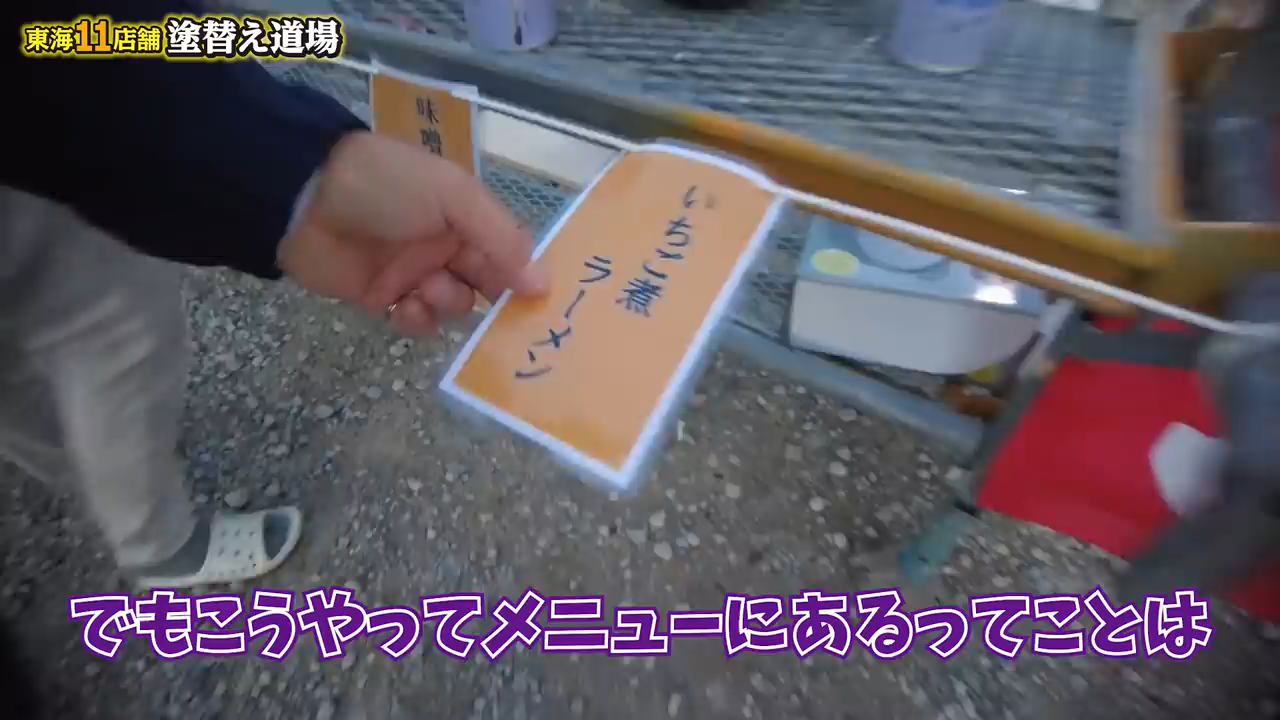 東海11店舗 塗替え道場
味噌
いちご煮
ラーメン
でもこうやってメニューにあるってことは